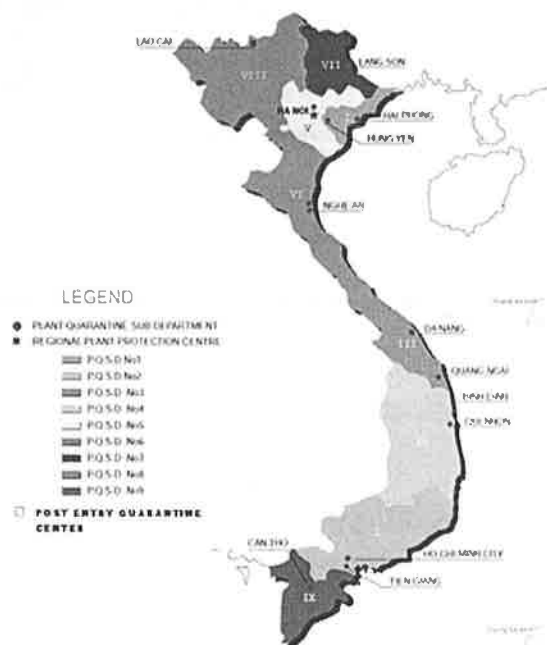 LAO CAI
VIII
VII
LANG SON
HA NOI
V
HAI PHONG
HUNG YEN
VI
NGHE AN
LEGEND
PLANT QUARANTINE SUB DEPARTMENT
REGIONAL PLANT PROTECTION CENTRE
P.Q.S.D. No1
P.Q.S.D. No2
P.Q.S.D. No3
P.Q.S.D. No4
P.Q.S.D. No5
P.Q.S.D. No6
P.Q.S.D. No7
P.Q.S.D. No8
P.Q.S.D. No9
POST ENTRY QUARANTINE
CENTER
DA NANG
III
QUANG NGAI
BINH DINH
QUI NHON
CAN THO
HO CHI MINH CITY
TIEN GIANG
IX